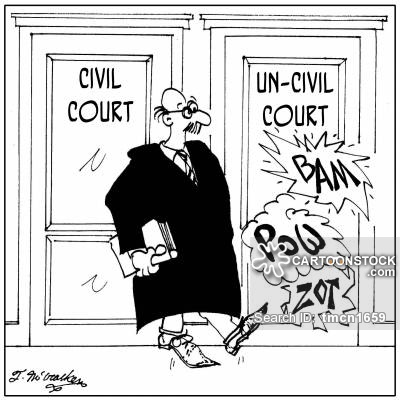 CIVIL
COURT
UN-CIVIL
COURT
BAM
POW
ZOT
CARTOONSTOCK
.com
Search ID: tmcn1659